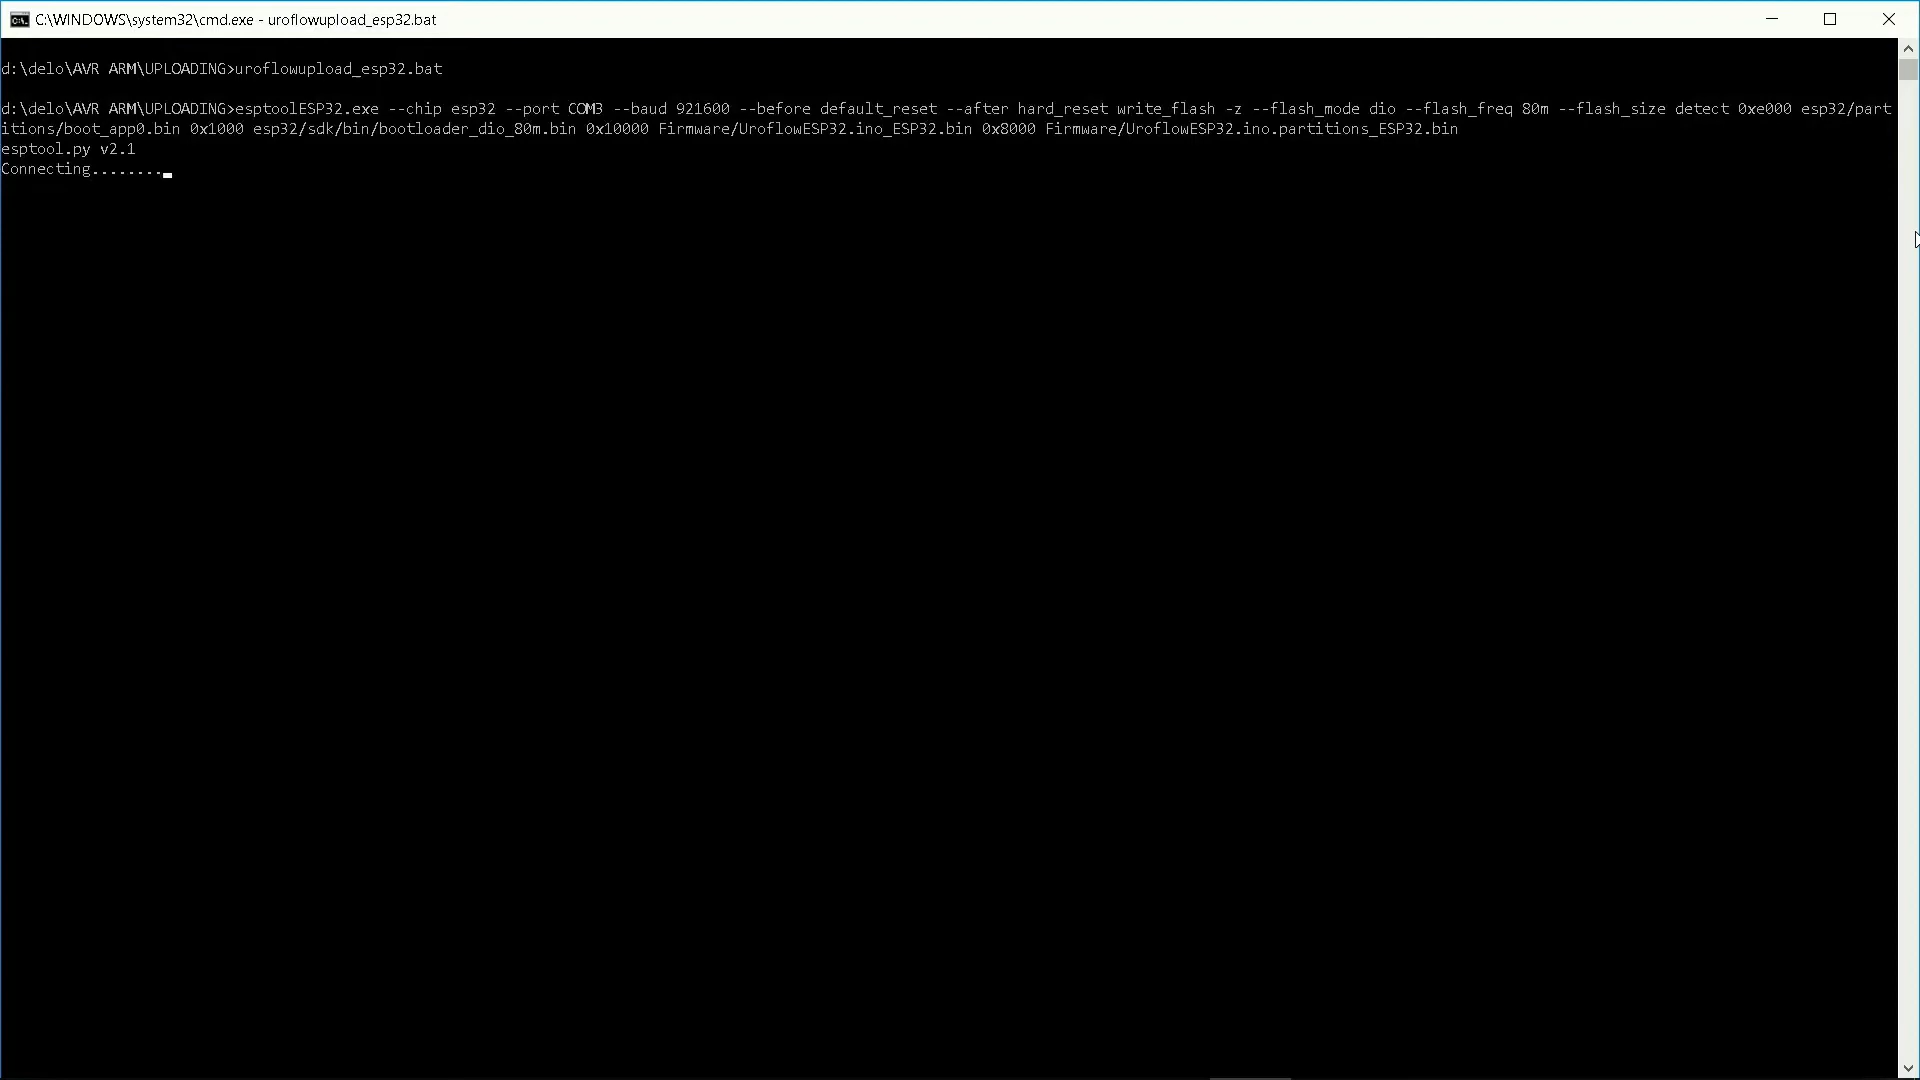 C:\WINDOWS\system32\cmd.exe - uroflowupload_esp32.bat
d:\delo\AVR ARM\UPLOADING>uroflowupload_esp32.bat
d:\delo\AVR ARM\UPLOADING>esptoolESP32.exe --chip esp32 --port COM3 --baud 921600 --before default_reset --after hard_reset write_flash -z --flash_mode dio --flash_freq 80m --flash_size detect 0xe000 esp32/part
itions/boot_app0.bin 0x1000 esp32/sdk/bin/bootloader_dio_80m.bin 0x10000 Firmware/UroflowESP32.ino_ESP32.bin 0x8000 Firmware/UroflowESP32.ino.partitions_ESP32.bin
esptool.py v2.1
Connecting........